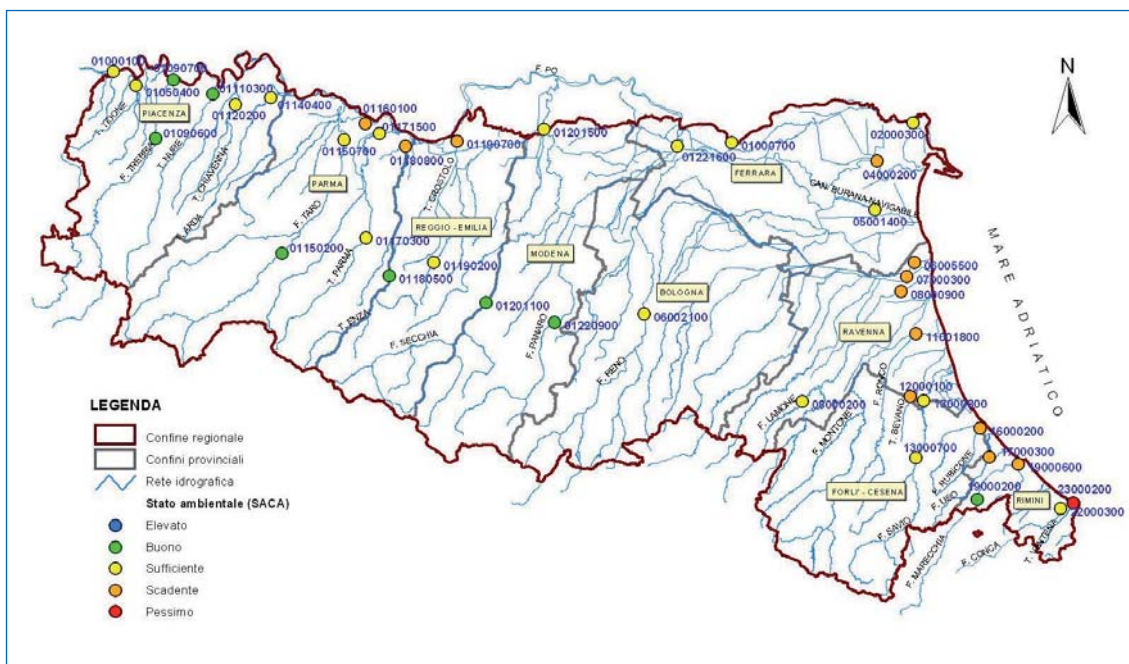 F. PO
N
01000100
01090700
01110300
01050400
PIACENZA
01120200
01140400
T. TIDONE
01090600
F. TREBBIA
T. NURE
T. CHIAVENNA
ARDA
01160100
01171500
01150700
01180800
01190700
01201500
01221600
01000700
02000300
FERRARA
04000200
CAN. BURANA-NAVIGABILE
05001400
PARMA
F. TARO
T. CROSTOLO
REGGIO - EMILIA
01170300
01150200
T. PARMA
01190200
01180500
T. ENZA
F. SECCHIA
MODENA
01201100
F. PANARO
01220900
BOLOGNA
06002100
F. RENO
06005500
07000300
08000900
RAVENNA
11001800
MARE ADRIATICO
F. LAMONE
08000200
F. MONTONE
F. RONCO
T. BEVANO
12000100
13000700
16000200
17000300
19000600
F. RUBICONE
19000200
F. USO
FORLI' - CESENA
RIMINI
23000200
22000300
F. SAVIO
F. MARECCHIA
F. CONCA
T. VENTENA
LEGENDA
Confine regionale
Confini provinciali
Rete idrografica
Stato ambientale (SACA)
Elevato
Buono
Sufficiente
Scadente
Pessimo